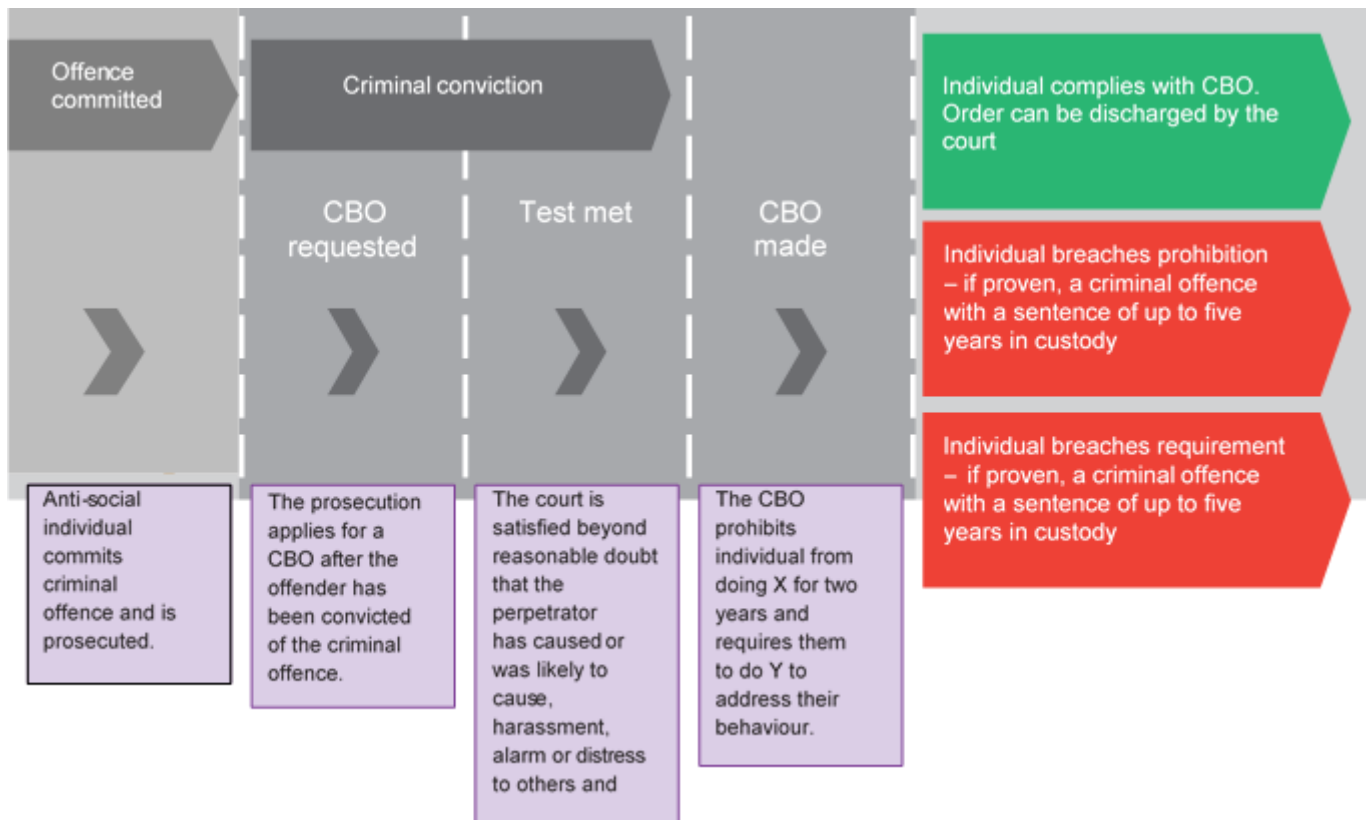 Offence
committed
Criminal conviction
CBO
requested
Test met
CBO
made
Individual complies with CBO.
Order can be discharged by the
court
Individual breaches prohibition
– if proven, a criminal offence
with a sentence of up to five
years in custody
Individual breaches requirement
– if proven, a criminal offence
with a sentence of up to five
years in custody
Anti-social
individual
commits
criminal
offence and is
prosecuted.
The prosecution
applies for a
CBO after the
offender has
been convicted
of the criminal
offence.
The court is
satisfied beyond
reasonable doubt
that the
perpetrator
has caused or
was likely to
cause,
harassment,
alarm or distress
to others and
The CBO
prohibits
individual from
doing X for two
years and
requires them
to do Y to
address their
behaviour.